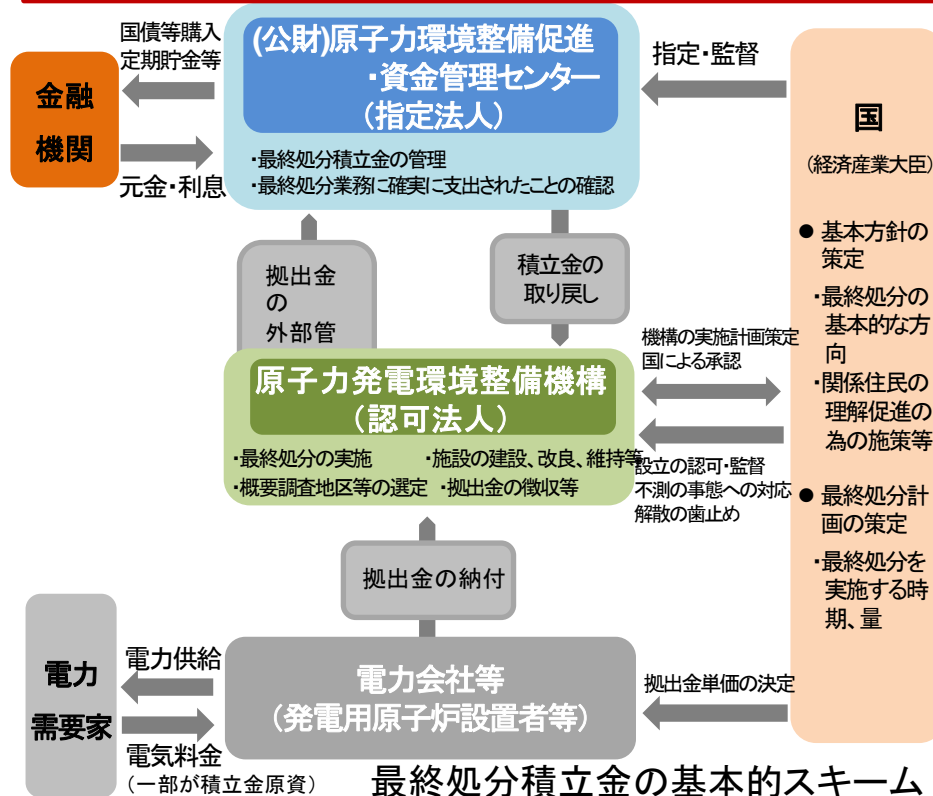 国債等購入
定期貯金等
金融
機関
元金・利息
(公財)原子力環境整備促進
・資金管理センター
(指定法人)
・最終処分積立金の管理
・最終処分業務に確実に支出されたことの確認
指定・監督
国
(経済産業大臣)
● 基本方針の
策定
・最終処分の
基本的な方
向
・関係住民の
理解促進の
為の施策等
● 最終処分計
画の策定
・最終処分を
実施する時
期、量
拠出金
の
外部管
積立金の
取り戻し
機構の実施計画策定
国による承認
原子力発電環境整備機構
(認可法人)
・最終処分の実施 ・施設の建設、改良、維持等
・概要調査地区等の選定 ・拠出金の徴収等
設立の認可・監督
不測の事態への対応
解散の歯止め
拠出金の納付
電力
需要家
電力供給
電気料金
(一部が積立金原資)
電力会社等
(発電用原子炉設置者等)
拠出金単価の決定
最終処分積立金の基本的スキーム